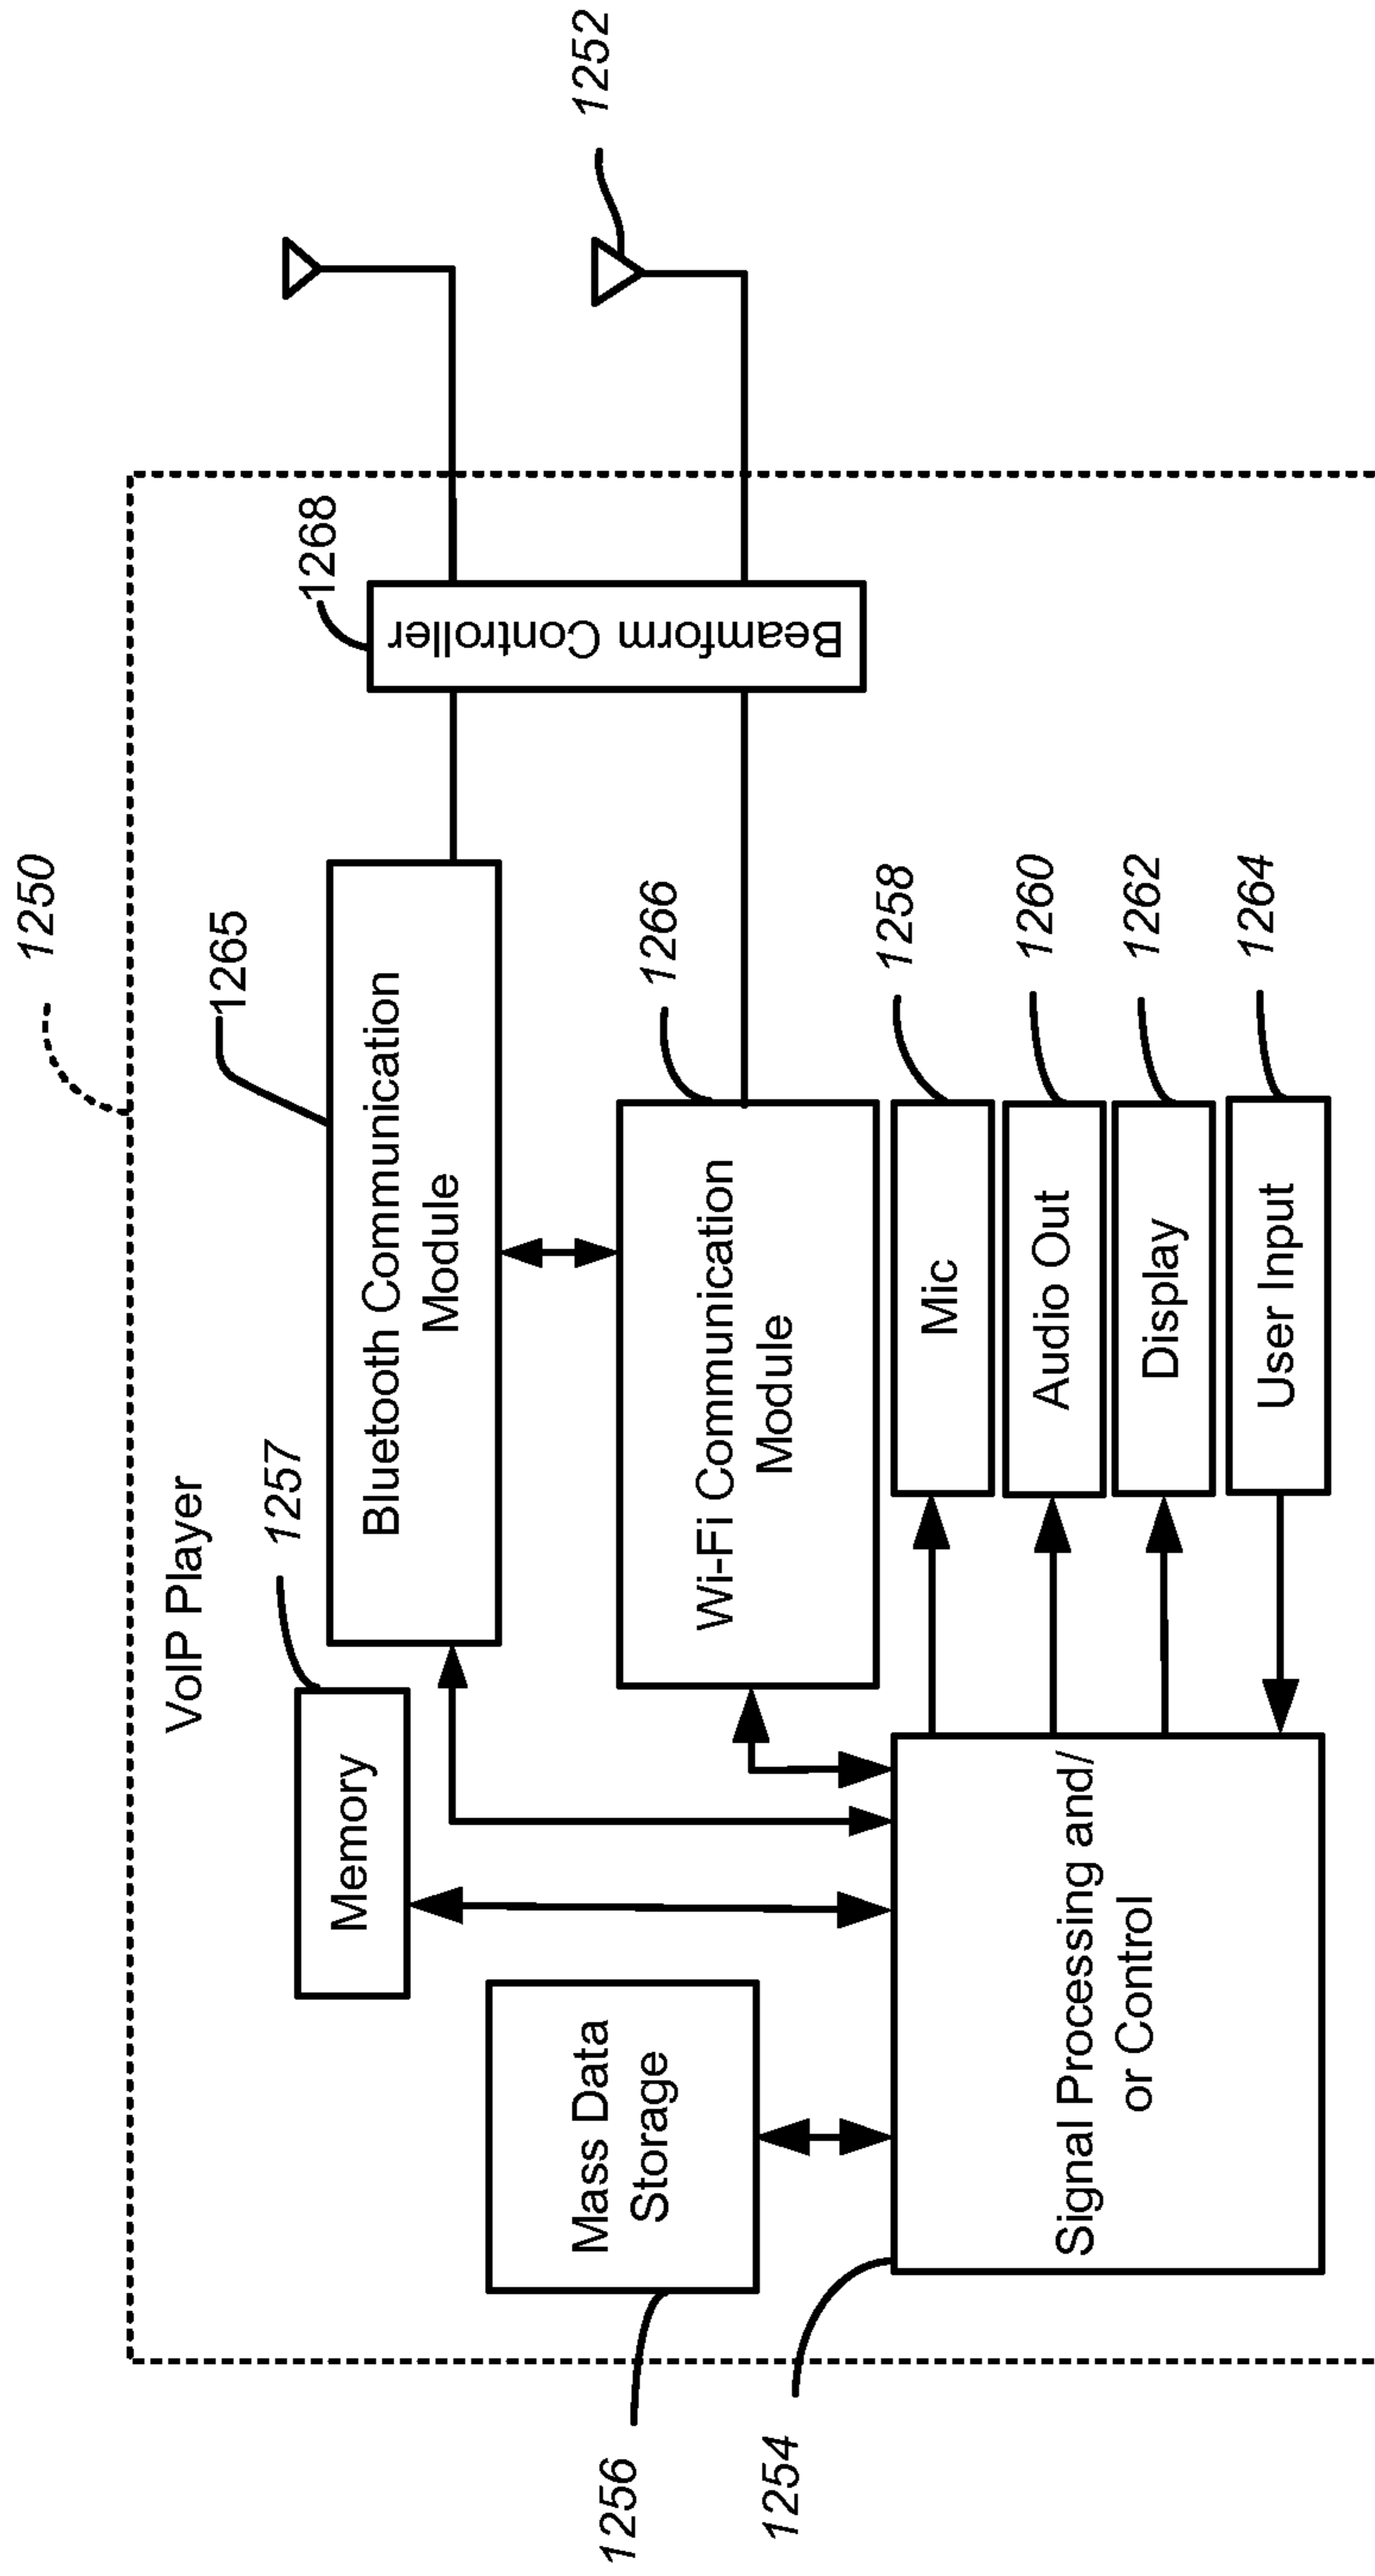 1250
VoIP Player
1257
Memory
1265
Bluetooth Communication
Module
1268
Beamform Controller
1252
1256
Mass Data
Storage
1266
Wi-Fi Communication
Module
1254
Signal Processing and/
or Control
Mic
1258
Audio Out
1260
Display
1262
User Input
1264